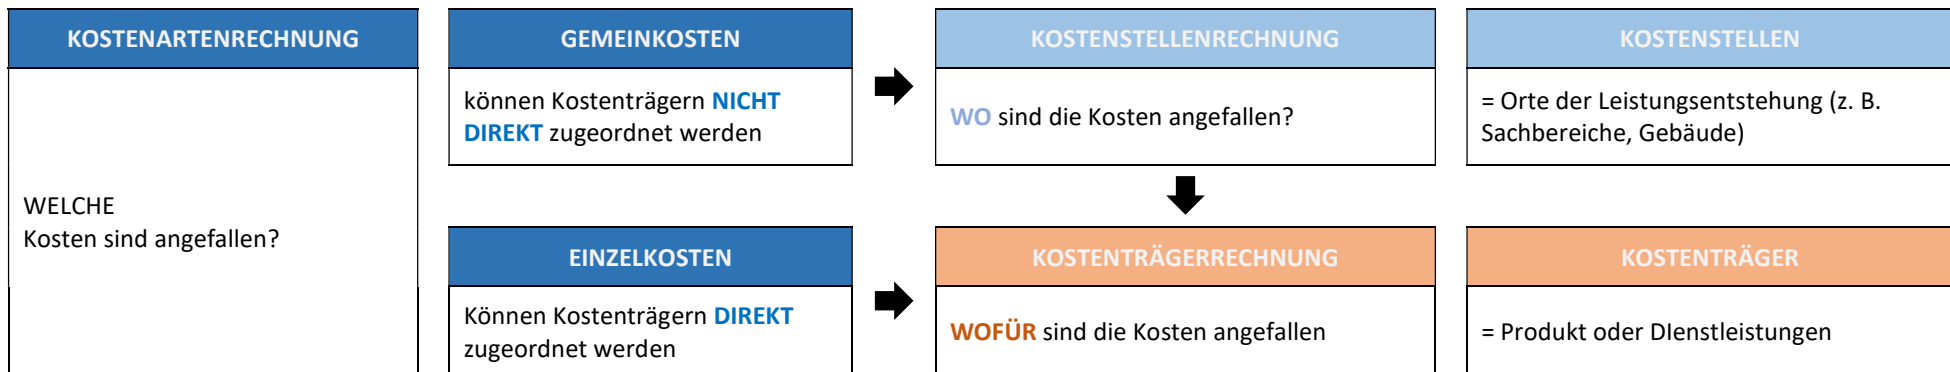 KOSTENARTENRECHNUNG
WELCHE
Kosten sind angefallen?
GEMEINKOSTEN
können Kostenträgern NICHT
DIREKT zugeordnet werden
KOSTENSTELLENRECHNUNG
WO sind die Kosten angefallen?
KOSTENSTELLEN
= Orte der Leistungsentstehung (z. B.
Sachbereiche, Gebäude)
EINZELKOSTEN
Können Kostenträgern DIREKT
zugeordnet werden
KOSTENTRÄGERRECHNUNG
WOFÜR sind die Kosten angefallen
KOSTENTRÄGER
= Produkt oder DIenstleistungen